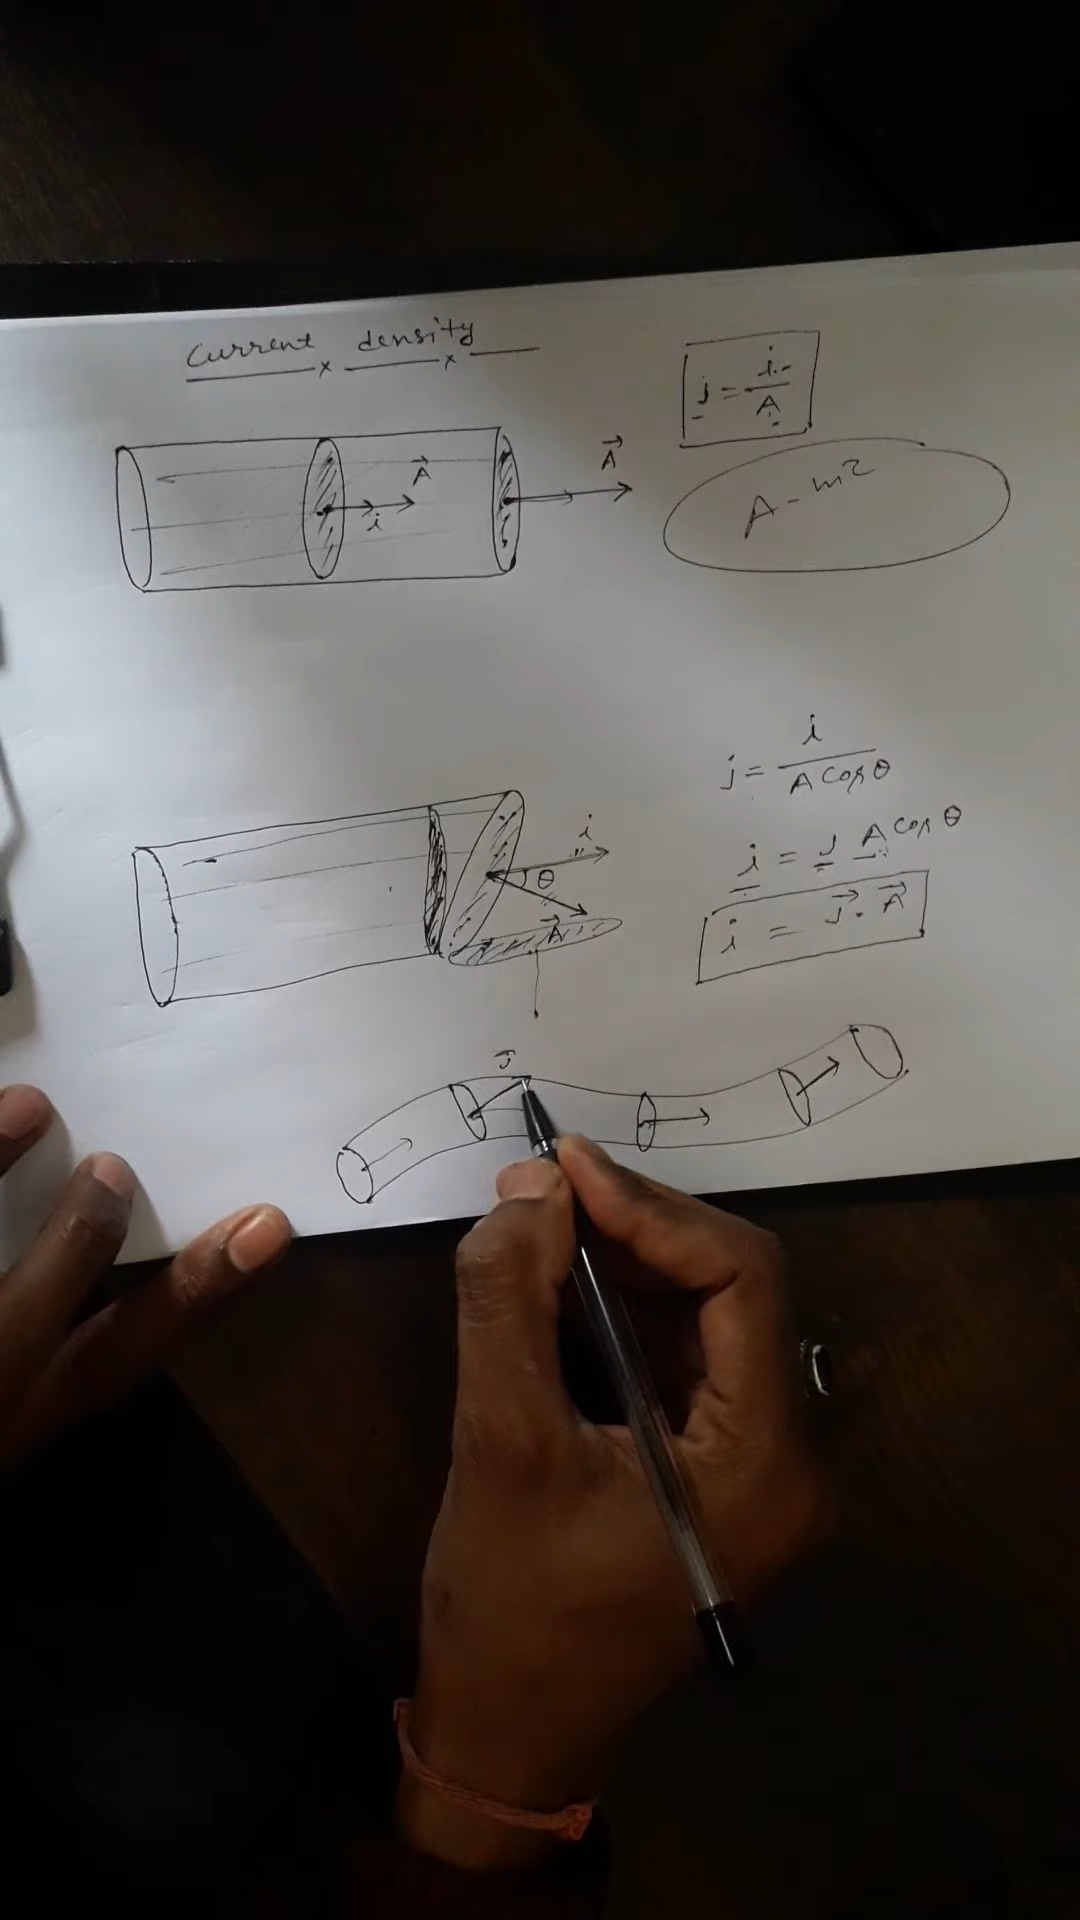 Current density
j = i / A
A⃗
A⃗
i
A - m²
j = i / A Cos θ
i
θ
A⃗
i = J A Cos θ
i = J⃗ . A⃗
J